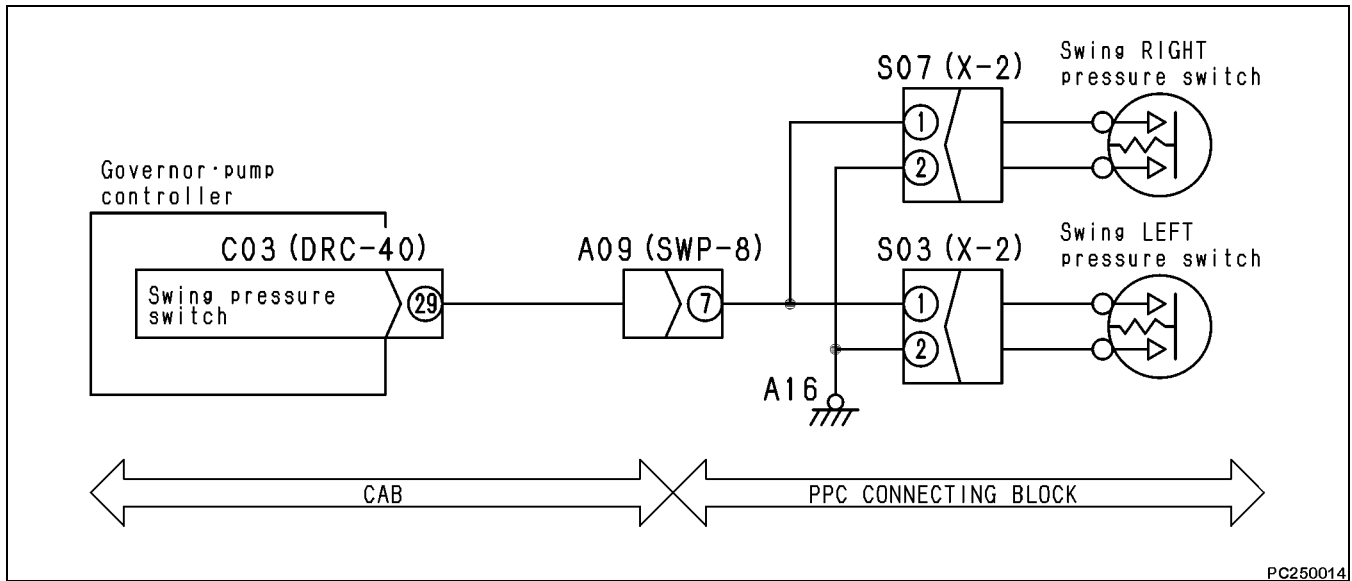 Swing RIGHT
pressure switch
S07 (X-2)
1
2
Governor·pump
controller
C03 (DRC-40)
Swing pressure
switch
29
A09 (SWP-8)
7
Swing LEFT
pressure switch
S03 (X-2)
1
2
A16
CAB
PPC CONNECTING BLOCK
PC250014